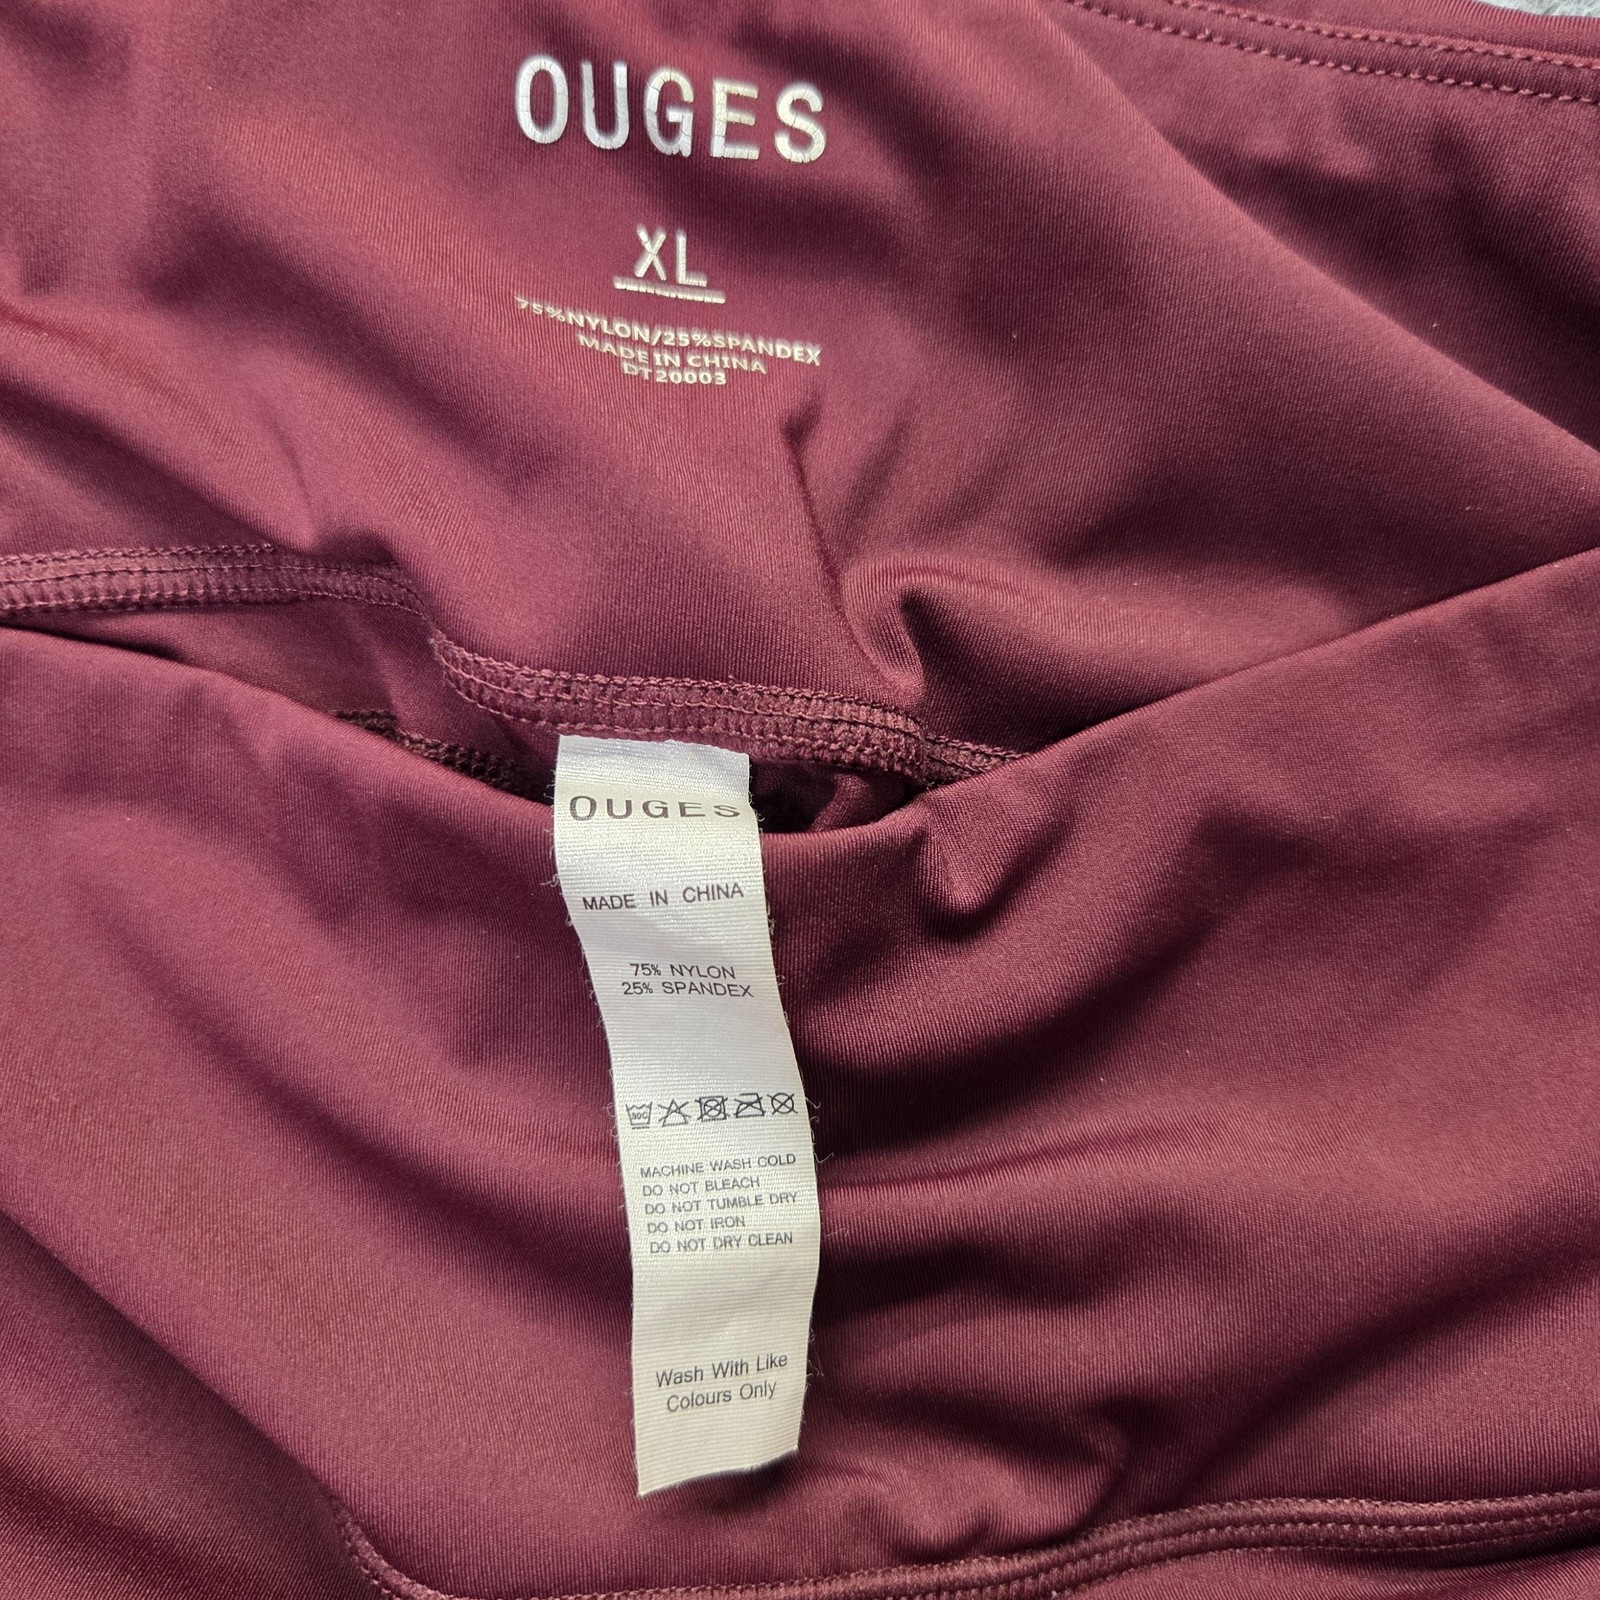 OUGES
XL
75%NYLON/25%SPANDEX
MADE IN CHINA
DT20003
OUGES
MADE IN CHINA
75% NYLON
25% SPANDEX
30C
MACHINE WASH COLD
DO NOT BLEACH
DO NOT TUMBLE DRY
DO NOT IRON
DO NOT DRY CLEAN
Wash With Like
Colours Only